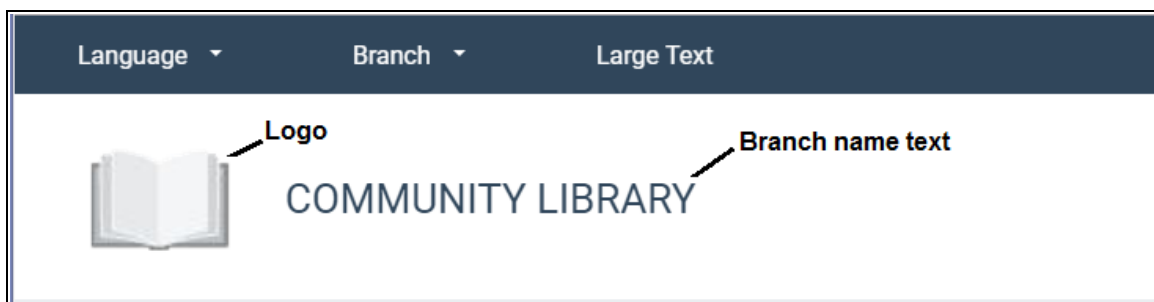 Language Branch Large Text
Logo
Branch name text
COMMUNITY LIBRARY